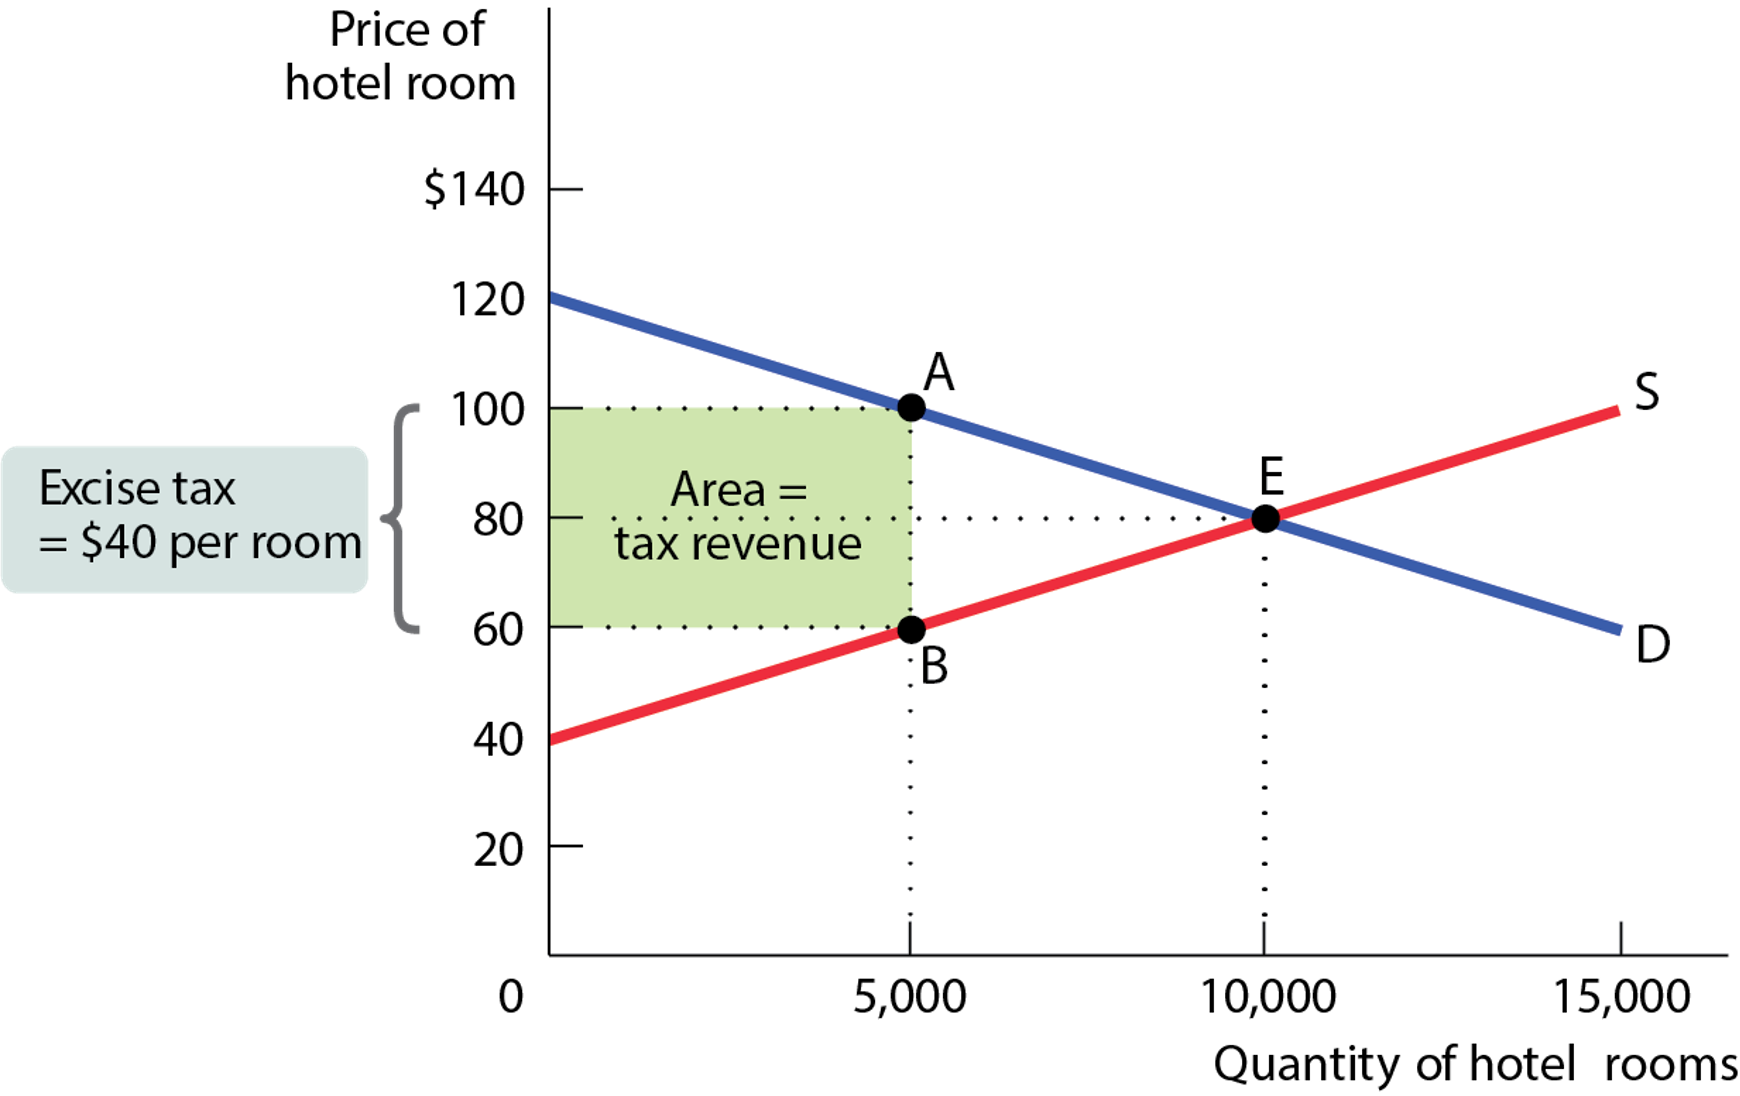 Price of
hotel room
$140
120
A
100
S
Excise tax
= $40 per room
Area =
tax revenue
E
80
60
B
D
40
20
0
5,000
10,000
15,000
Quantity of hotel rooms